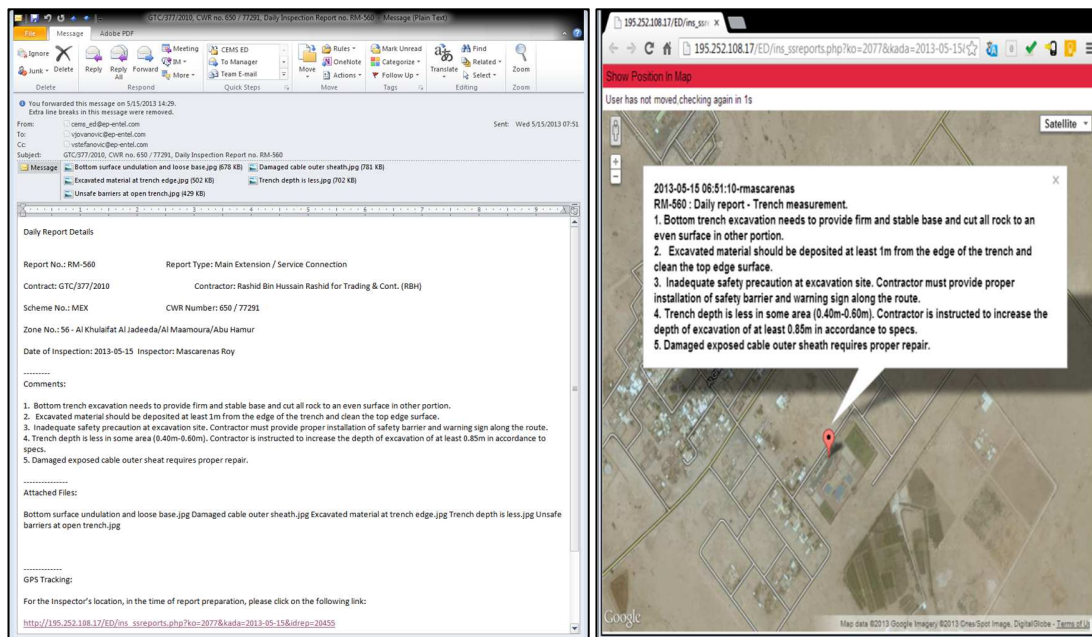 GTC/377/2010, CWR no. 650 / 77291, Daily Inspection Report no. RM-560 - Message (Plain Text)
File Message Adobe PDF
Ignore
Junk
Delete
Reply
Reply All
Forward
Meeting
IM
More
CEMS ED
To Manager
Team E-mail
Move
Rules
OneNote
Actions
Mark Unread
Categorize
Follow Up
Translate
Find
Related
Select
Zoom
Delete Respond Quick Steps Move Tags Editing Zoom
You forwarded this message on 5/15/2013 14:29.
Extra line breaks in this message were removed.
From: cems_ed@ep-entel.com Sent: Wed 5/15/2013 07:51
To: vjovanovic@ep-entel.com
Cc: vstefanovic@ep-entel.com
Subject: GTC/377/2010, CWR no. 650 / 77291, Daily Inspection Report no. RM-560
Message Bottom surface undulation and loose base.jpg (678 KB) Damaged cable outer sheath.jpg (781 KB)
Excavated material at trench edge.jpg (502 KB) Trench depth is less.jpg (702 KB)
Unsafe barriers at open trench.jpg (429 KB)
Daily Report Details
Report No.: RM-560 Report Type: Main Extension / Service Connection
Contract: GTC/377/2010 Contractor: Rashid Bin Hussain Rashid for Trading & Cont. (RBH)
Scheme No.: MEX CWR Number: 650 / 77291
Zone No.: 56 - Al Khulaifat Al Jadeeda/Al Maamoura/Abu Hamur
Date of Inspection: 2013-05-15 Inspector: Mascarenas Roy
---------
Comments:
1. Bottom trench excavation needs to provide firm and stable base and cut all rock to an even surface in other portion.
2. Excavated material should be deposited at least 1m from the edge of the trench and clean the top edge surface.
3. Inadequate safety precaution at excavation site. Contractor must provide proper installation of safety barrier and warning sign along the route.
4. Trench depth is less in some area (0.40m-0.60m). Contractor is instructed to increase the depth of excavation of at least 0.85m in accordance to
specs.
5. Damaged exposed cable outer sheat requires proper repair.
---------------
Attached Files:
Bottom surface undulation and loose base.jpg Damaged cable outer sheath.jpg Excavated material at trench edge.jpg Trench depth is less.jpg Unsafe
barriers at open trench.jpg
-------------
GPS Tracking:
For the Inspector's location, in the time of report preparation, please click on the following link:
http://195.252.108.17/ED/ins_ssreports.php?ko=2077&kada=2013-05-15&idrep=20455
195.252.108.17/ED/ins_ssre
195.252.108.17/ED/ins_ssreports.php?ko=2077&kada=2013-05-15
Show Position In Map
User has not moved,checking again in 1s
Satellite
2013-05-15 06:51:10-rmascarenas
RM-560 : Daily report - Trench measurement.
1. Bottom trench excavation needs to provide firm and stable base and cut all rock to an
even surface in other portion.
2. Excavated material should be deposited at least 1m from the edge of the trench and
clean the top edge surface.
3. Inadequate safety precaution at excavation site. Contractor must provide proper
installation of safety barrier and warning sign along the route.
4. Trench depth is less in some area (0.40m-0.60m). Contractor is instructed to increase the
depth of excavation of at least 0.85m in accordance to specs.
5. Damaged exposed cable outer sheath requires proper repair.
Google
Map data ©2013 Google Imagery ©2013 Cnes/Spot Image, DigitalGlobe - Terms of U